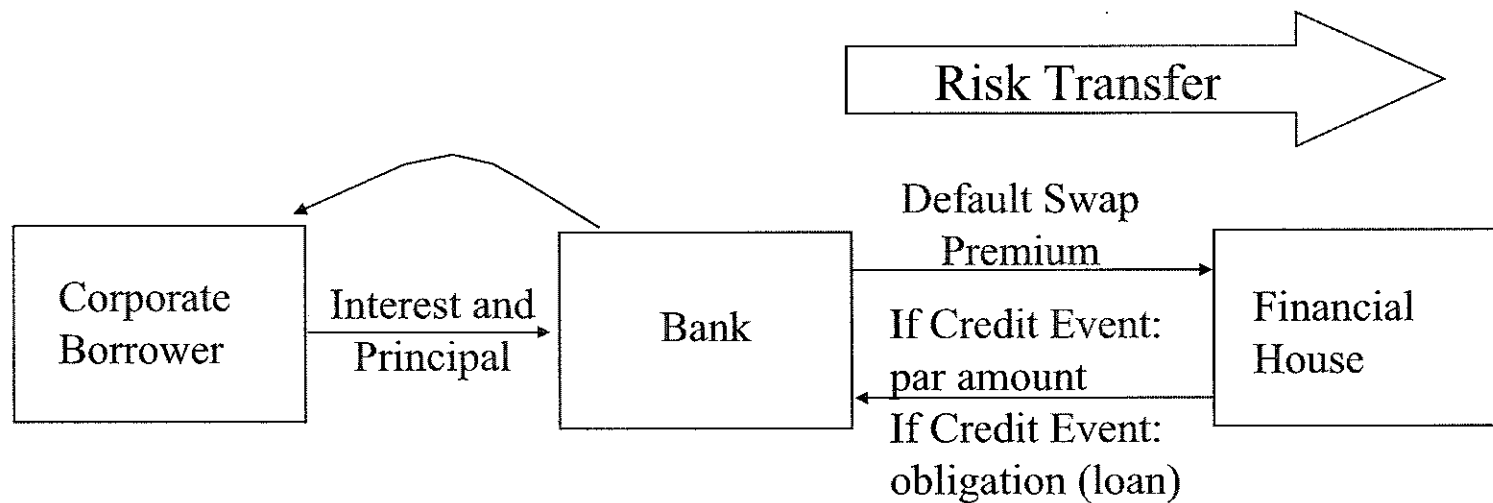 Risk Transfer
Default Swap
Premium
Corporate
Borrower
Interest and
Principal
Bank
If Credit Event:
par amount
If Credit Event:
obligation (loan)
Financial
House